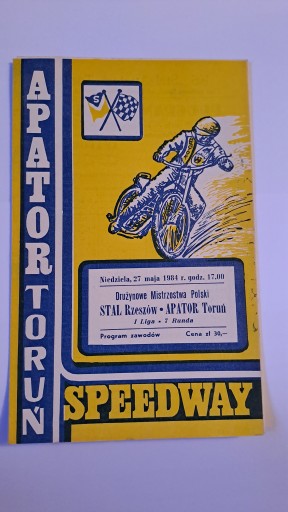 APATOR TORUŃ
S
Niedziela, 27 maja 1984 r. godz. 17.00
Drużynowe Mistrzostwa Polski
STAL Rzeszów • APATOR Toruń
I Liga • 7 Runda
Program zawodów Cena zł 30,—
SPEEDWAY